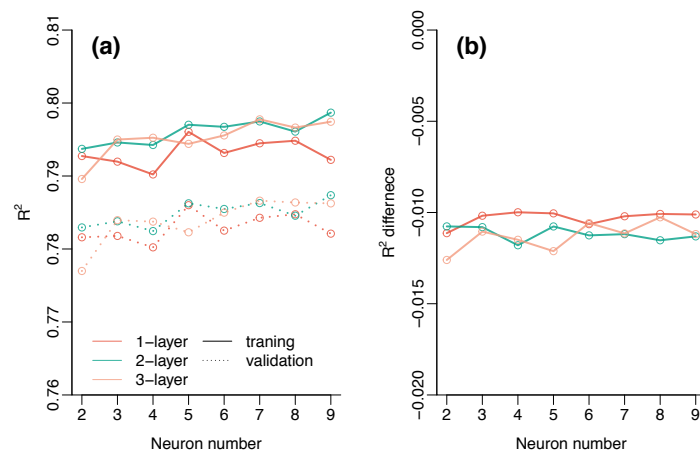 (a)
R²
0.81
0.80
0.79
0.78
0.77
0.76
1−layer
2−layer
3−layer
traning
validation
2 3 4 5 6 7 8 9
Neuron number
(b)
R² differnece
0.000
−0.005
−0.010
−0.015
−0.020
2 3 4 5 6 7 8 9
Neuron number